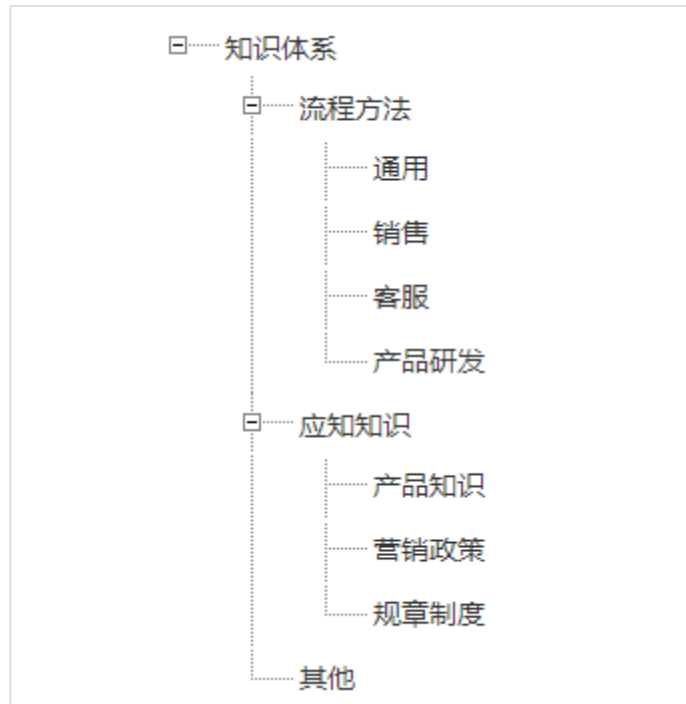 知识体系
流程方法
通用
销售
客服
产品研发
应知知识
产品知识
营销政策
规章制度
其他